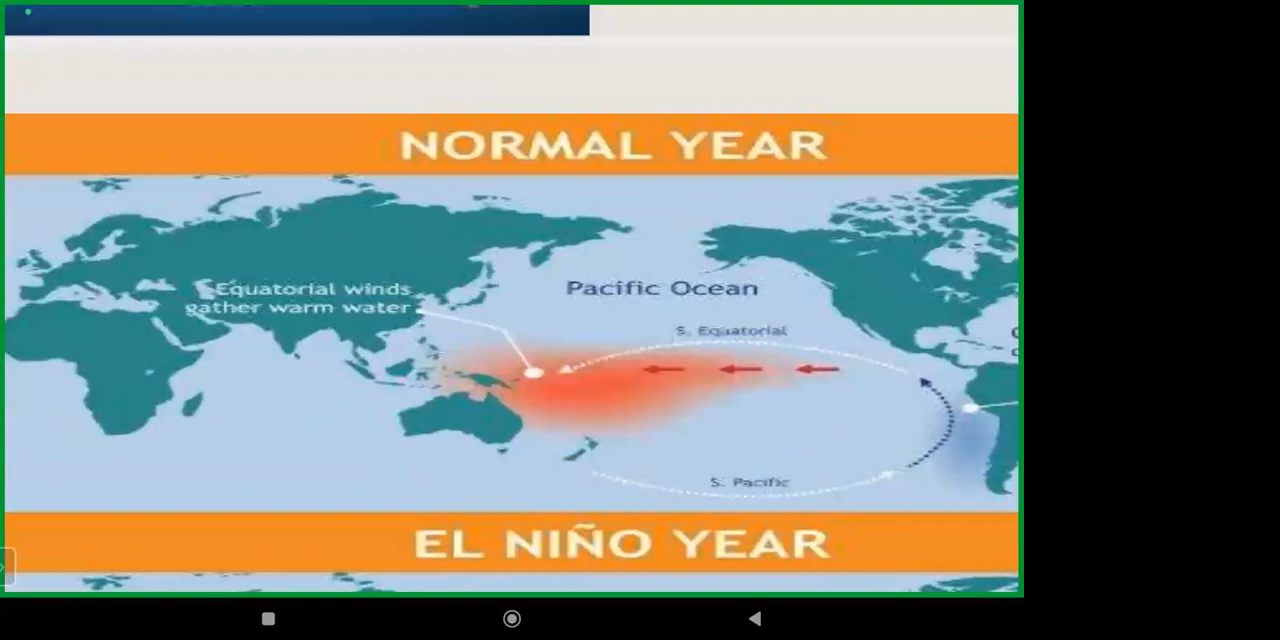 NORMAL YEAR
Equatorial winds
gather warm water
Pacific Ocean
S. Equatorial
S. Pacific
EL NIÑO YEAR